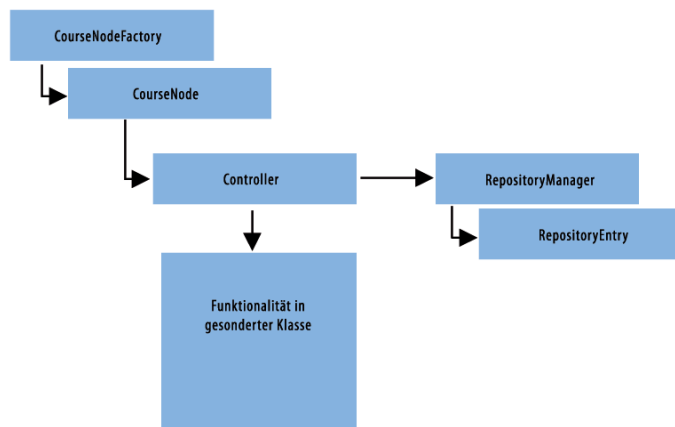 CourseNodeFactory
CourseNode
Controller
RepositoryManager
RepositoryEntry
Funktionalität in
gesonderter Klasse